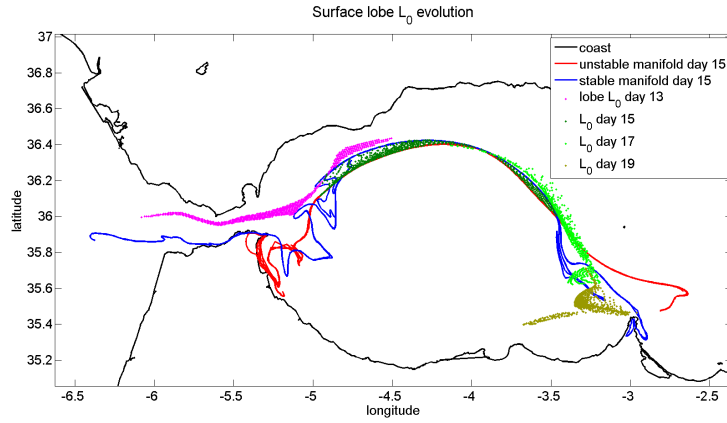 Surface lobe L0 evolution
37
36.8
36.6
36.4
36.2
36
35.8
35.6
35.4
35.2
latitude
-6.5 -6 -5.5 -5 -4.5 -4 -3.5 -3 -2.5
longitude
coast
unstable manifold day 15
stable manifold day 15
lobe L0 day 13
L0 day 15
L0 day 17
L0 day 19